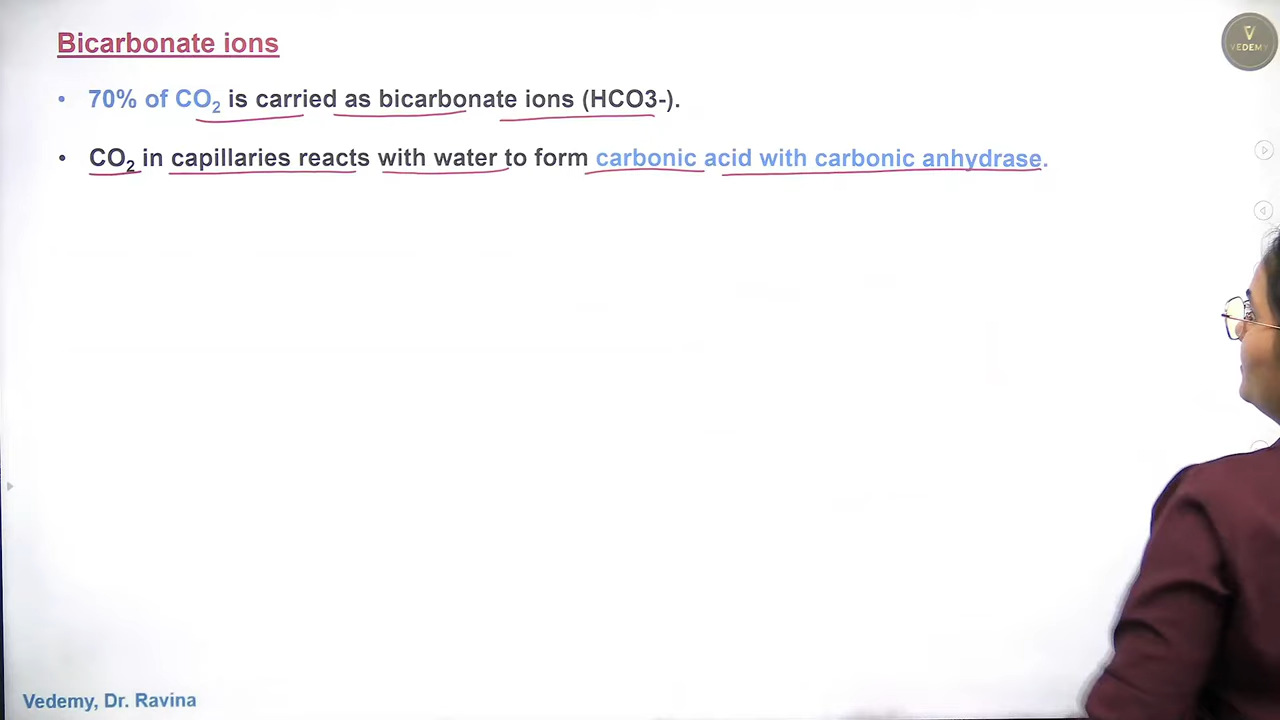 Bicarbonate ions
VEDEMY
• 70% of CO₂ is carried as bicarbonate ions (HCO3-).
• CO₂ in capillaries reacts with water to form carbonic acid with carbonic anhydrase.
Vedemy, Dr. Ravina